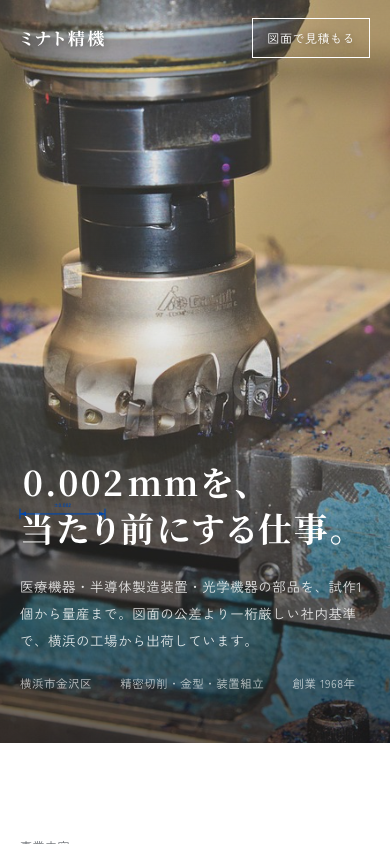 ミナト精機
図面で見積もる
0.002mmを、
当たり前にする仕事。
医療機器・半導体製造装置・光学機器の部品を、試作1
個から量産まで。図面の公差より一桁厳しい社内基準
で、横浜の工場から出荷しています。
横浜市金沢区
精密切削・金型・装置組立
創業 1968年